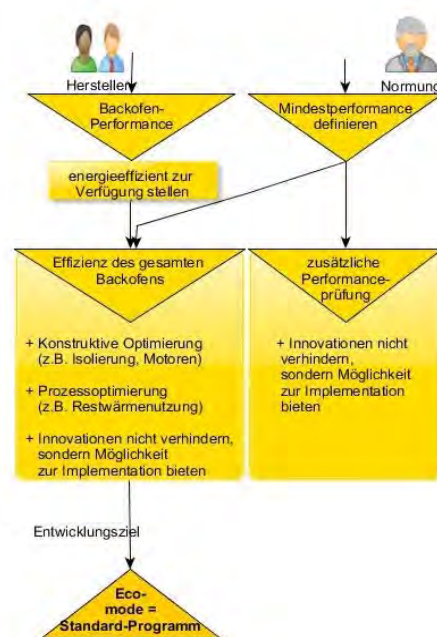 Hersteller
Normung
Backofen-
Performance
Mindestperformance
definieren
energieeffizient zur
Verfügung stellen
Effizienz des gesamten
Backofens
+ Konstruktive Optimierung
(z.B. Isolierung, Motoren)
+ Prozessoptimierung
(z.B. Restwärmenutzung)
+ Innovationen nicht verhindern,
sondern Möglichkeit
zur Implementation bieten
zusätzliche
Performance-
prüfung
+ Innovationen nicht
verhindern,
sondern Möglichkeit
zur Implementation
bieten
Entwicklungsziel
Eco-
mode =
Standard-Programm